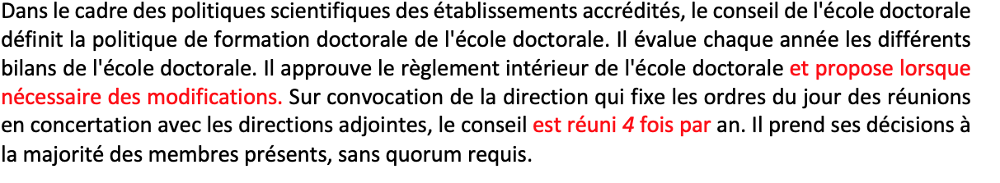 Dans le cadre des politiques scientifiques des établissements accrédités, le conseil de l'école doctorale
définit la politique de formation doctorale de l'école doctorale. Il évalue chaque année les différents
bilans de l'école doctorale. Il approuve le règlement intérieur de l'école doctorale et propose lorsque
nécessaire des modifications. Sur convocation de la direction qui fixe les ordres du jour des réunions
en concertation avec les directions adjointes, le conseil est réuni 4 fois par an. Il prend ses décisions à
la majorité des membres présents, sans quorum requis.